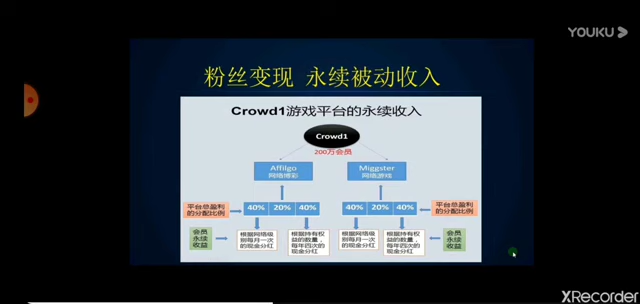 YOUKU
粉丝变现 永续被动收入
Crowd1游戏平台的永续收入
Crowd1
200万会员
Affilgo
网络博彩
Miggster
网络游戏
平台总盈利
的分配比例
40% 20% 40%
40% 20% 40%
平台总盈利
的分配比例
会员
永续
收益
根据网络级
别每月一次
的现金分红
根据持有权
益的数量，
每年四次的
现金分红
根据网络级
别每月一次
的现金分红
根据持有权
益的数量，
每年四次的
现金分红
会员
永续
收益
XRecorder